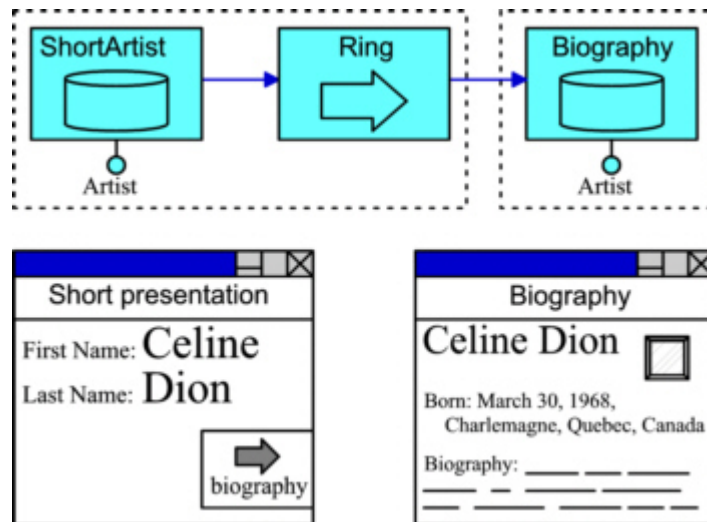 ShortArtist
Ring
Biography
Artist
Artist
Short presentation
First Name: Celine
Last Name: Dion
biography
Biography
Celine Dion
Born: March 30, 1968,
Charlemagne, Quebec, Canada
Biography: